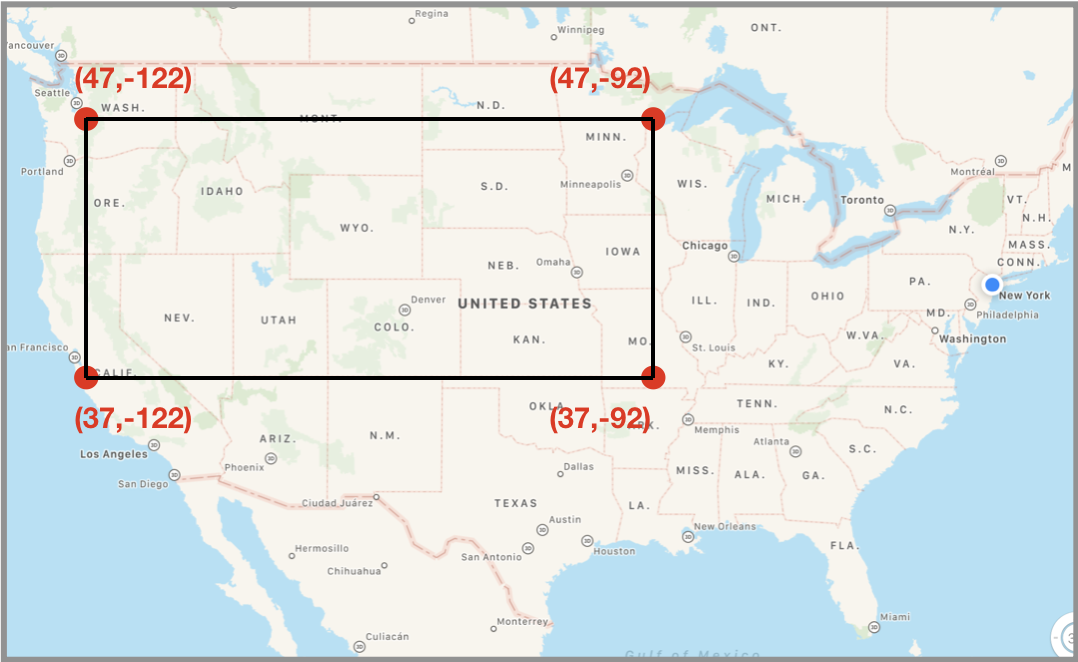 Regina
Winnipeg
ONT.
ancouver
(47,-122)
(47,-92)
Seattle
WASH.
N.D.
MONT.
MINN.
Portland
Montréal
M
IDAHO
S.D.
Minneapolis
WIS.
MICH.
Toronto
VT.
ORE.
N.H.
WYO.
N.Y.
MASS.
Chicago
IOWA
CONN.
NEB.
Omaha
PA.
New York
Denver
UNITED STATES
ILL.
IND.
OHIO
MD.
Philadelphia
NEV.
UTAH
COLO.
KAN.
MO.
St. Louis
W.VA.
Washington
an Francisco
KY.
VA.
CALIF.
(37,-122)
OKLA.
(37,-92)
ARK.
TENN.
N.C.
Memphis
Los Angeles
ARIZ.
N.M.
Atlanta
S.C.
Phoenix
Dallas
MISS.
ALA.
GA.
San Diego
Ciudad Juárez
TEXAS
LA.
Austin
New Orleans
Hermosillo
San Antonio
Houston
FLA.
Chihuahua
Monterrey
Miami
Culiacán
Gulf of Mexico